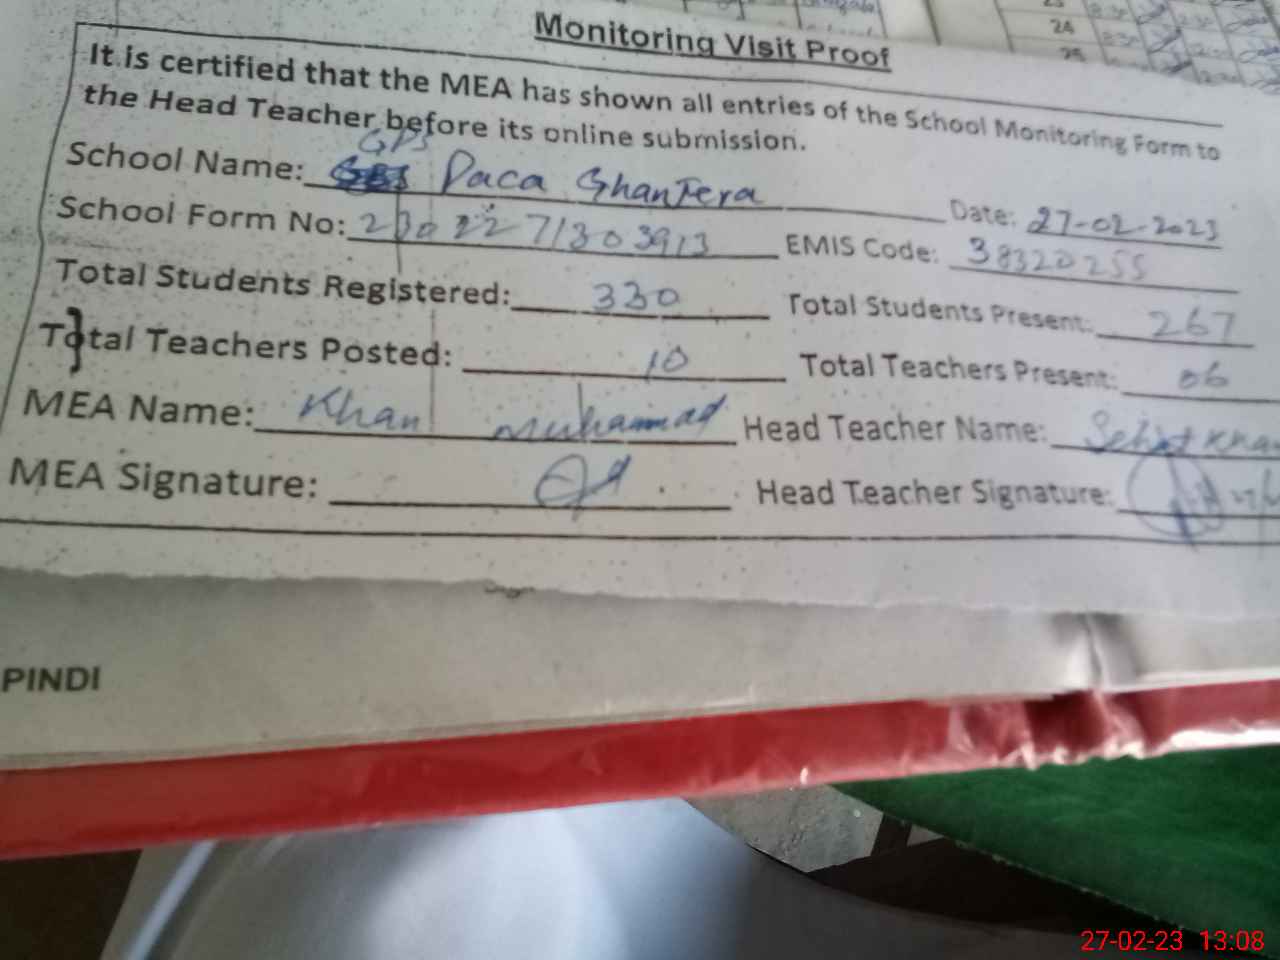 24
Monitoring Visit Proof
It is certified that the MEA has shown all entries of the School Monitoring Form to
the Head Teacher before its online submission.
GPS
School Name: Daca Ghantera Date: 27-02-2023
School Form No: 230227/303913 EMIS Code: 38320255
Total Students Registered: 330 Total Students Present: 267
Total Teachers Posted: 10 Total Teachers Present: 06
MEA Name: Khan Muhammad Head Teacher Name:
MEA Signature: Head Teacher Signature:
PINDI
27-02-23 13:08